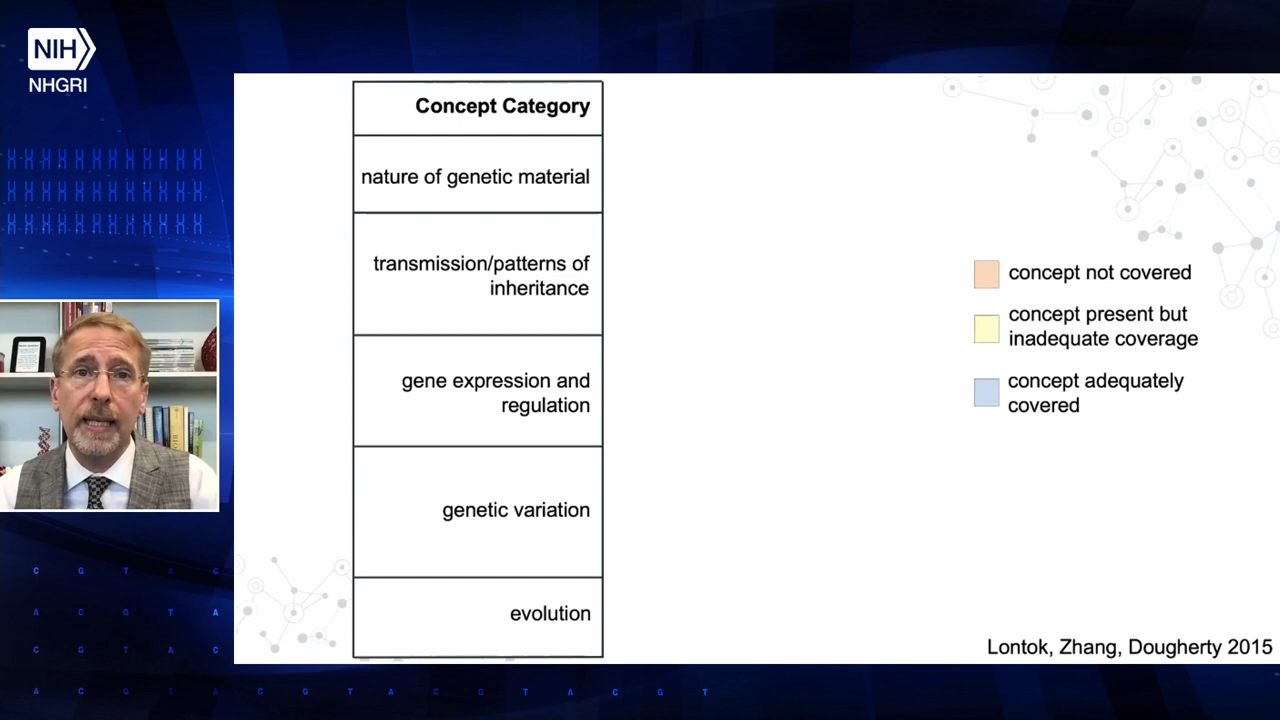 NIH
NHGRI
Concept Category
nature of genetic material
transmission/patterns of
inheritance
gene expression and
regulation
genetic variation
evolution
concept not covered
concept present but
inadequate coverage
concept adequately
covered
Lontok, Zhang, Dougherty 2015
C G T A C
A C G T A
C G T A C
A C G T A C G T A C G T A C G T